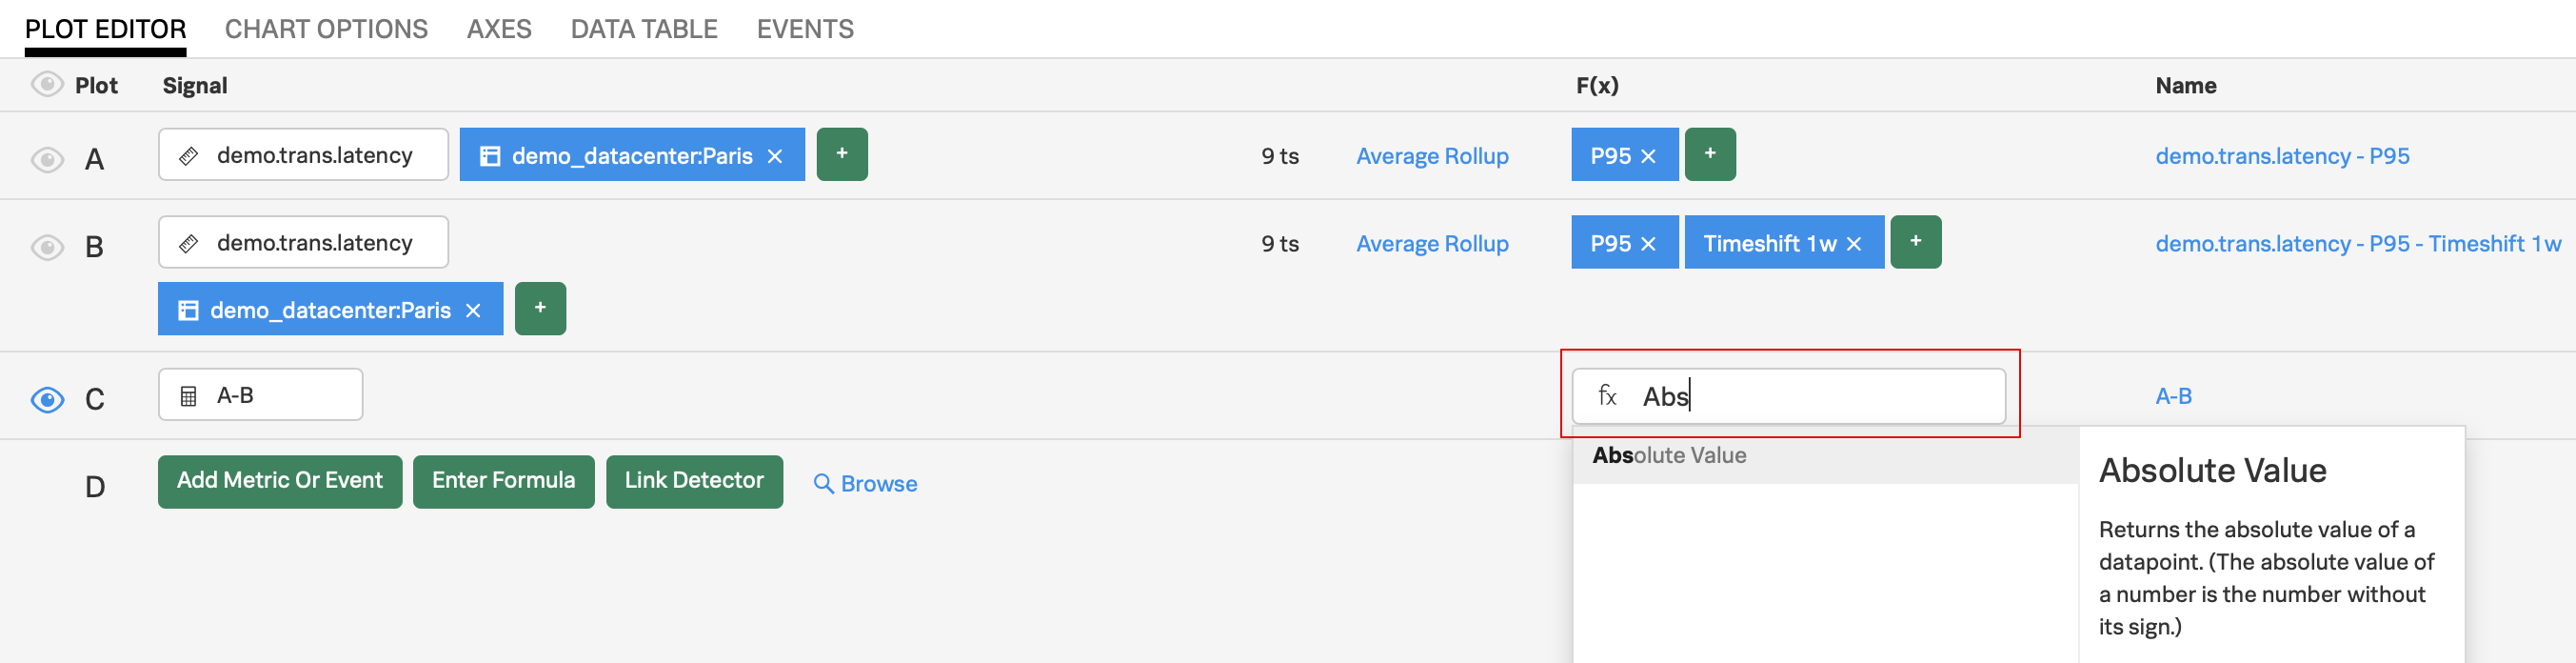 PLOT EDITOR CHART OPTIONS AXES DATA TABLE EVENTS
Plot Signal F(x) Name
A demo.trans.latency demo_datacenter:Paris × + 9 ts Average Rollup P95 × + demo.trans.latency - P95
B demo.trans.latency 9 ts Average Rollup P95 × Timeshift 1w × + demo.trans.latency - P95 - Timeshift 1w
demo_datacenter:Paris × +
C A-B fx Abs A-B
Absolute Value
D Add Metric Or Event Enter Formula Link Detector Browse
Absolute Value
Returns the absolute value of a
datapoint. (The absolute value of
a number is the number without
its sign.)